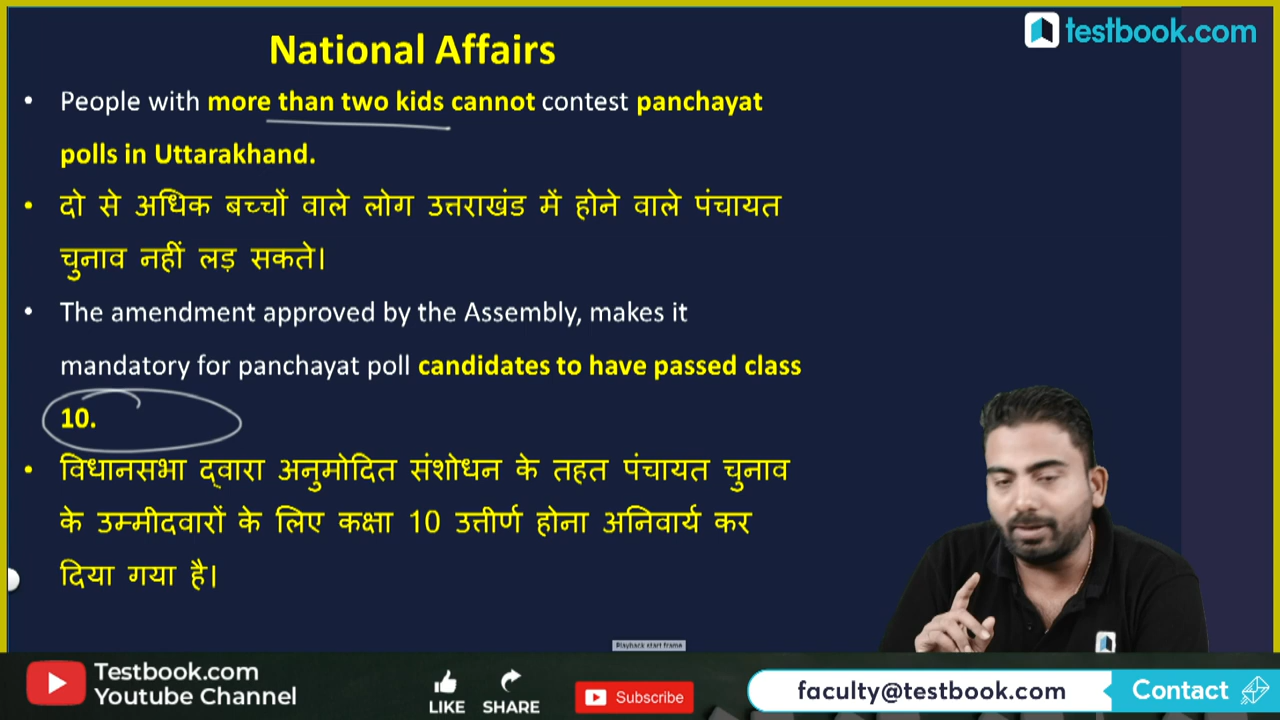 National Affairs
testbook.com
• People with more than two kids cannot contest panchayat
polls in Uttarakhand.
• दो से अधिक बच्चों वाले लोग उत्तराखंड में होने वाले पंचायत
चुनाव नहीं लड़ सकते।
• The amendment approved by the Assembly, makes it
mandatory for panchayat poll candidates to have passed class
10.
• विधानसभा द्वारा अनुमोदित संशोधन के तहत पंचायत चुनाव
के उम्मीदवारों के लिए कक्षा 10 उत्तीर्ण होना अनिवार्य कर
दिया गया है।
Playback start frame
Testbook.com
Youtube Channel
LIKE
SHARE
Subscribe
faculty@testbook.com
Contact